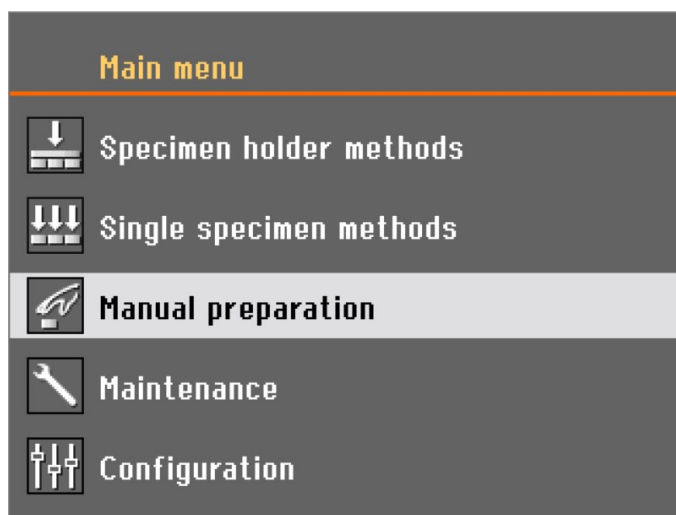 Main menu
Specimen holder methods
Single specimen methods
Manual preparation
Maintenance
Configuration